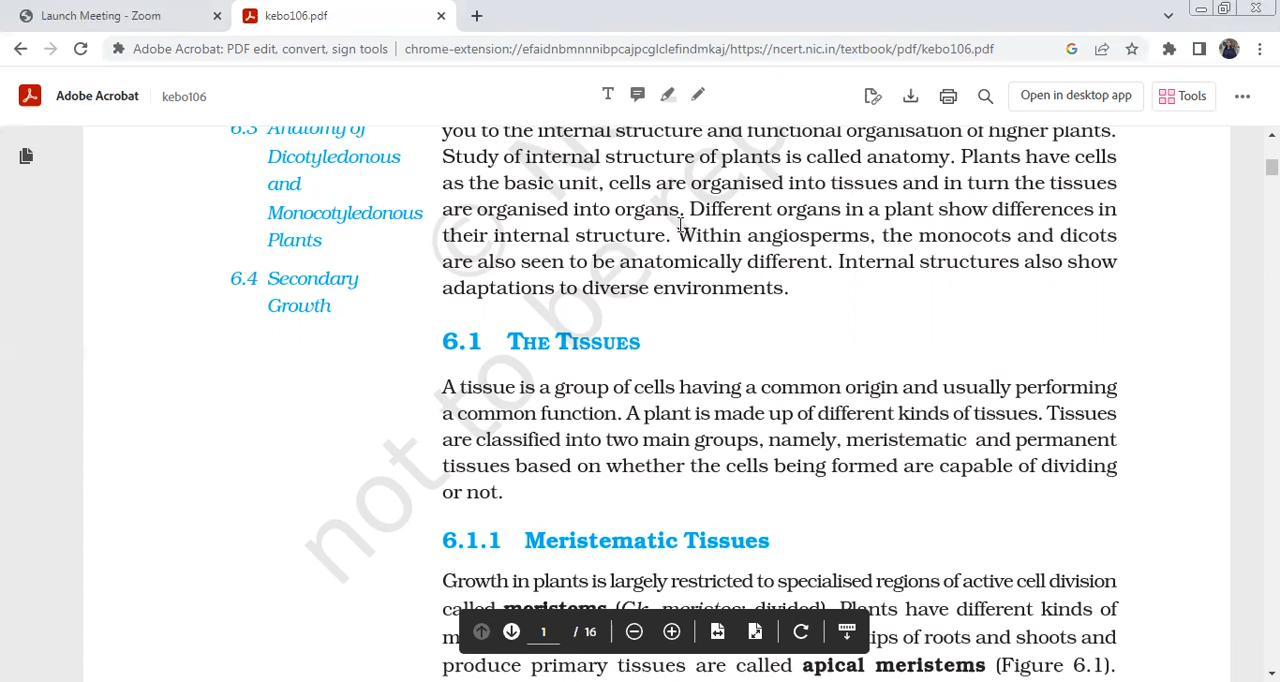 Launch Meeting - Zoom
kebo106.pdf
Adobe Acrobat: PDF edit, convert, sign tools
chrome-extension://efaidnbmnnnibpcajpcglclefindmkaj/https://ncert.nic.in/textbook/pdf/kebo106.pdf
Adobe Acrobat
kebo106
Open in desktop app
Tools
6.3 Anatomy of
Dicotyledonous
and
Monocotyledonous
Plants
6.4 Secondary
Growth
you to the internal structure and functional organisation of higher plants.
Study of internal structure of plants is called anatomy. Plants have cells
as the basic unit, cells are organised into tissues and in turn the tissues
are organised into organs. Different organs in a plant show differences in
their internal structure. Within angiosperms, the monocots and dicots
are also seen to be anatomically different. Internal structures also show
adaptations to diverse environments.
6.1 THE TISSUES
A tissue is a group of cells having a common origin and usually performing
a common function. A plant is made up of different kinds of tissues. Tissues
are classified into two main groups, namely, meristematic and permanent
tissues based on whether the cells being formed are capable of dividing
or not.
6.1.1 Meristematic Tissues
Growth in plants is largely restricted to specialised regions of active cell division
called meristems (Gk. meristos: divided). Plants have different kinds of
tips of roots and shoots and
produce primary tissues are called apical meristems (Figure 6.1).
1 / 16
not to be rep